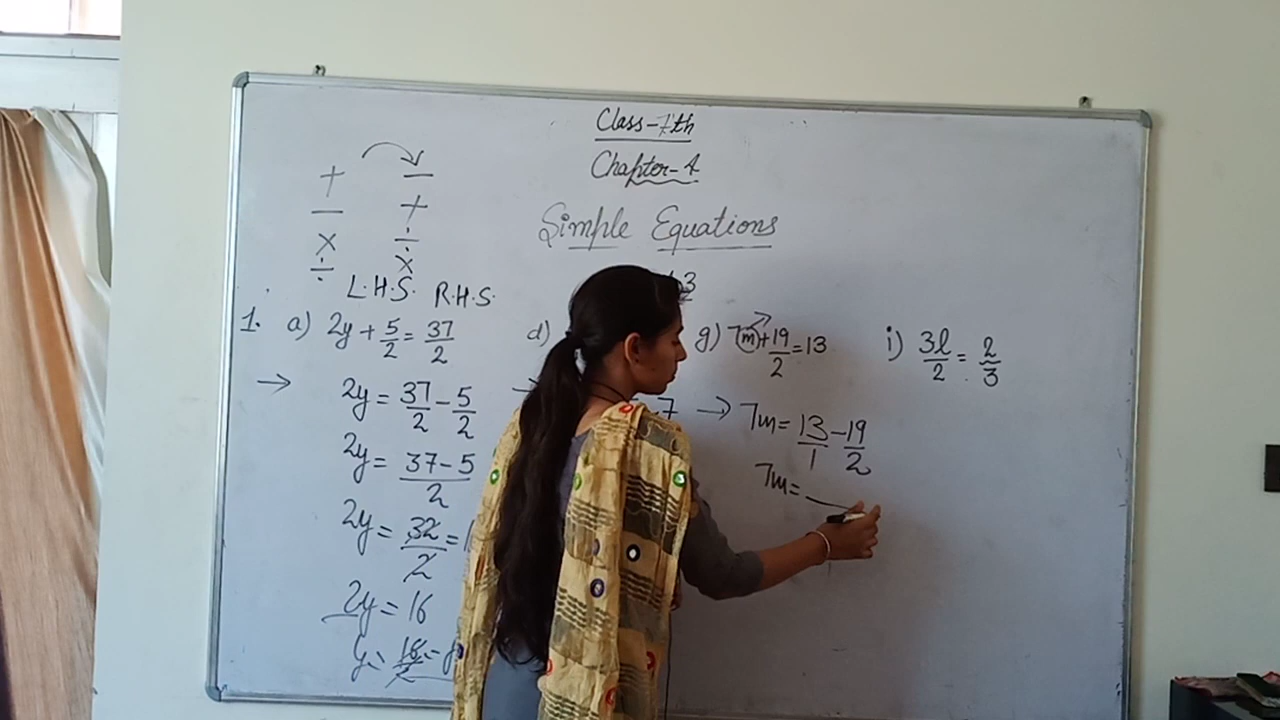 Class-7th
Chapter-4
Simple Equations
+ −
− +
× ÷
÷ ×
L.H.S. R.H.S.
1. a) 2y + 5/2 = 37/2
→ 2y = 37/2 - 5/2
2y = 37-5/2
2y = 32/2 =
2y = 16
y =
d)
→
g) 7m + 19/2 = 13
→ 7m = 13/1 - 19/2
7m =
i) 3l/2 = 2/3